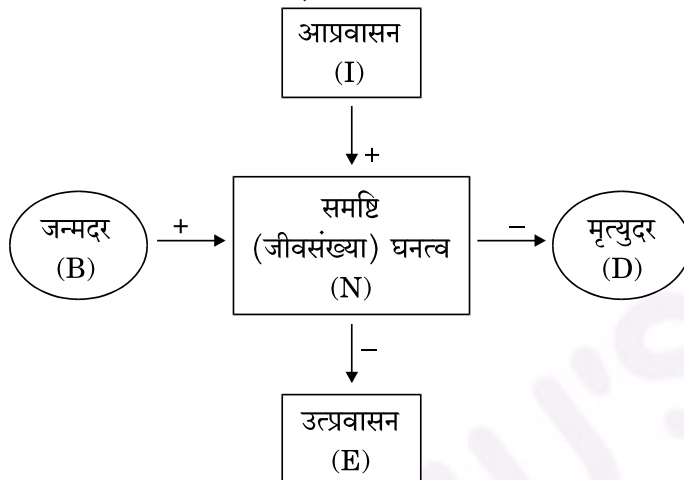 आप्रवासन
(I)
+
समष्टि
(जीवसंख्या) घनत्व
(N)
जन्मदर
(B)
+
–
मृत्युदर
(D)
–
उत्प्रवासन
(E)